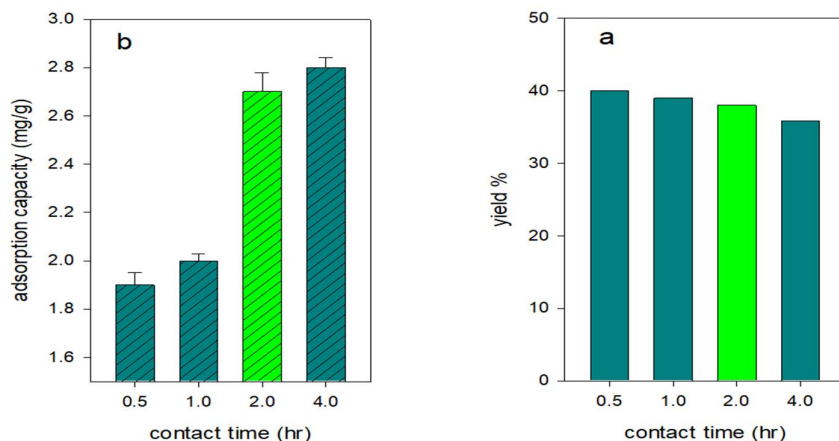 b
adsorption capacity (mg/g)
3.0
2.8
2.6
2.4
2.2
2.0
1.8
1.6
0.5 1.0 2.0 4.0
contact time (hr)
a
yield %
50
40
30
20
10
0
0.5 1.0 2.0 4.0
contact time (hr)